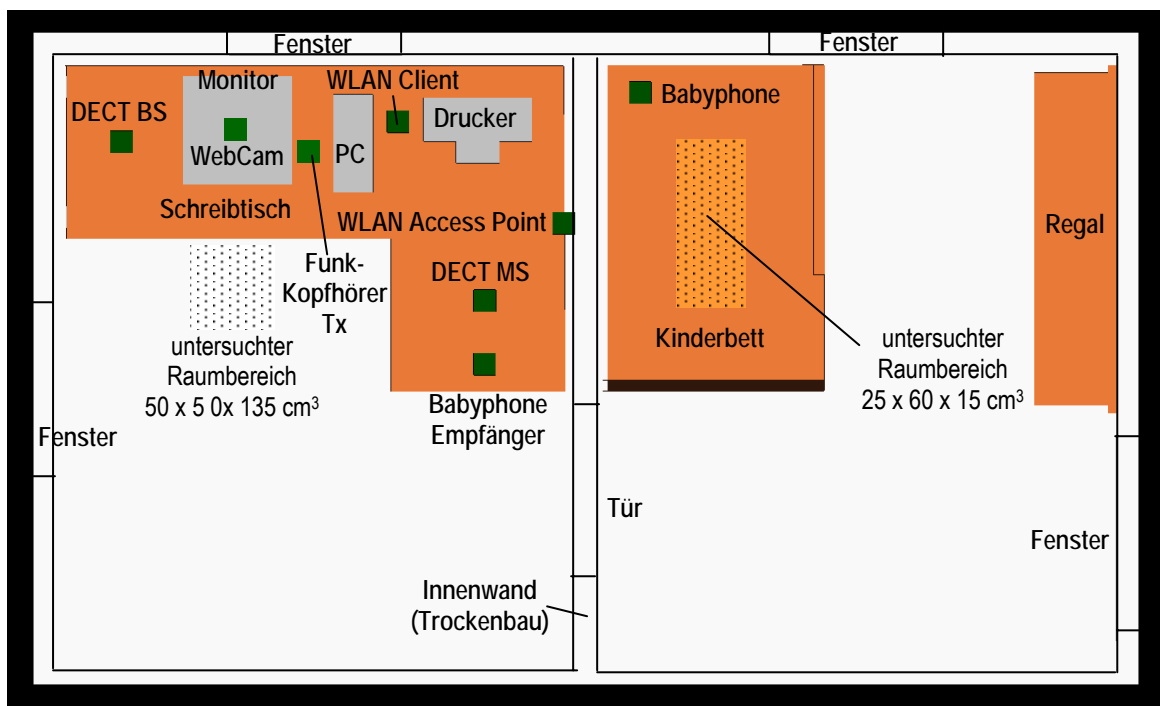 Fenster
Fenster
Monitor
WLAN Client
Babyphone
DECT BS
Drucker
WebCam
PC
Schreibtisch
WLAN Access Point
Regal
Funk-
Kopfhörer
Tx
DECT MS
untersuchter
Raumbereich
50 x 5 0x 135 cm³
Kinderbett
untersuchter
Raumbereich
25 x 60 x 15 cm³
Babyphone
Empfänger
Fenster
Tür
Fenster
Innenwand
(Trockenbau)